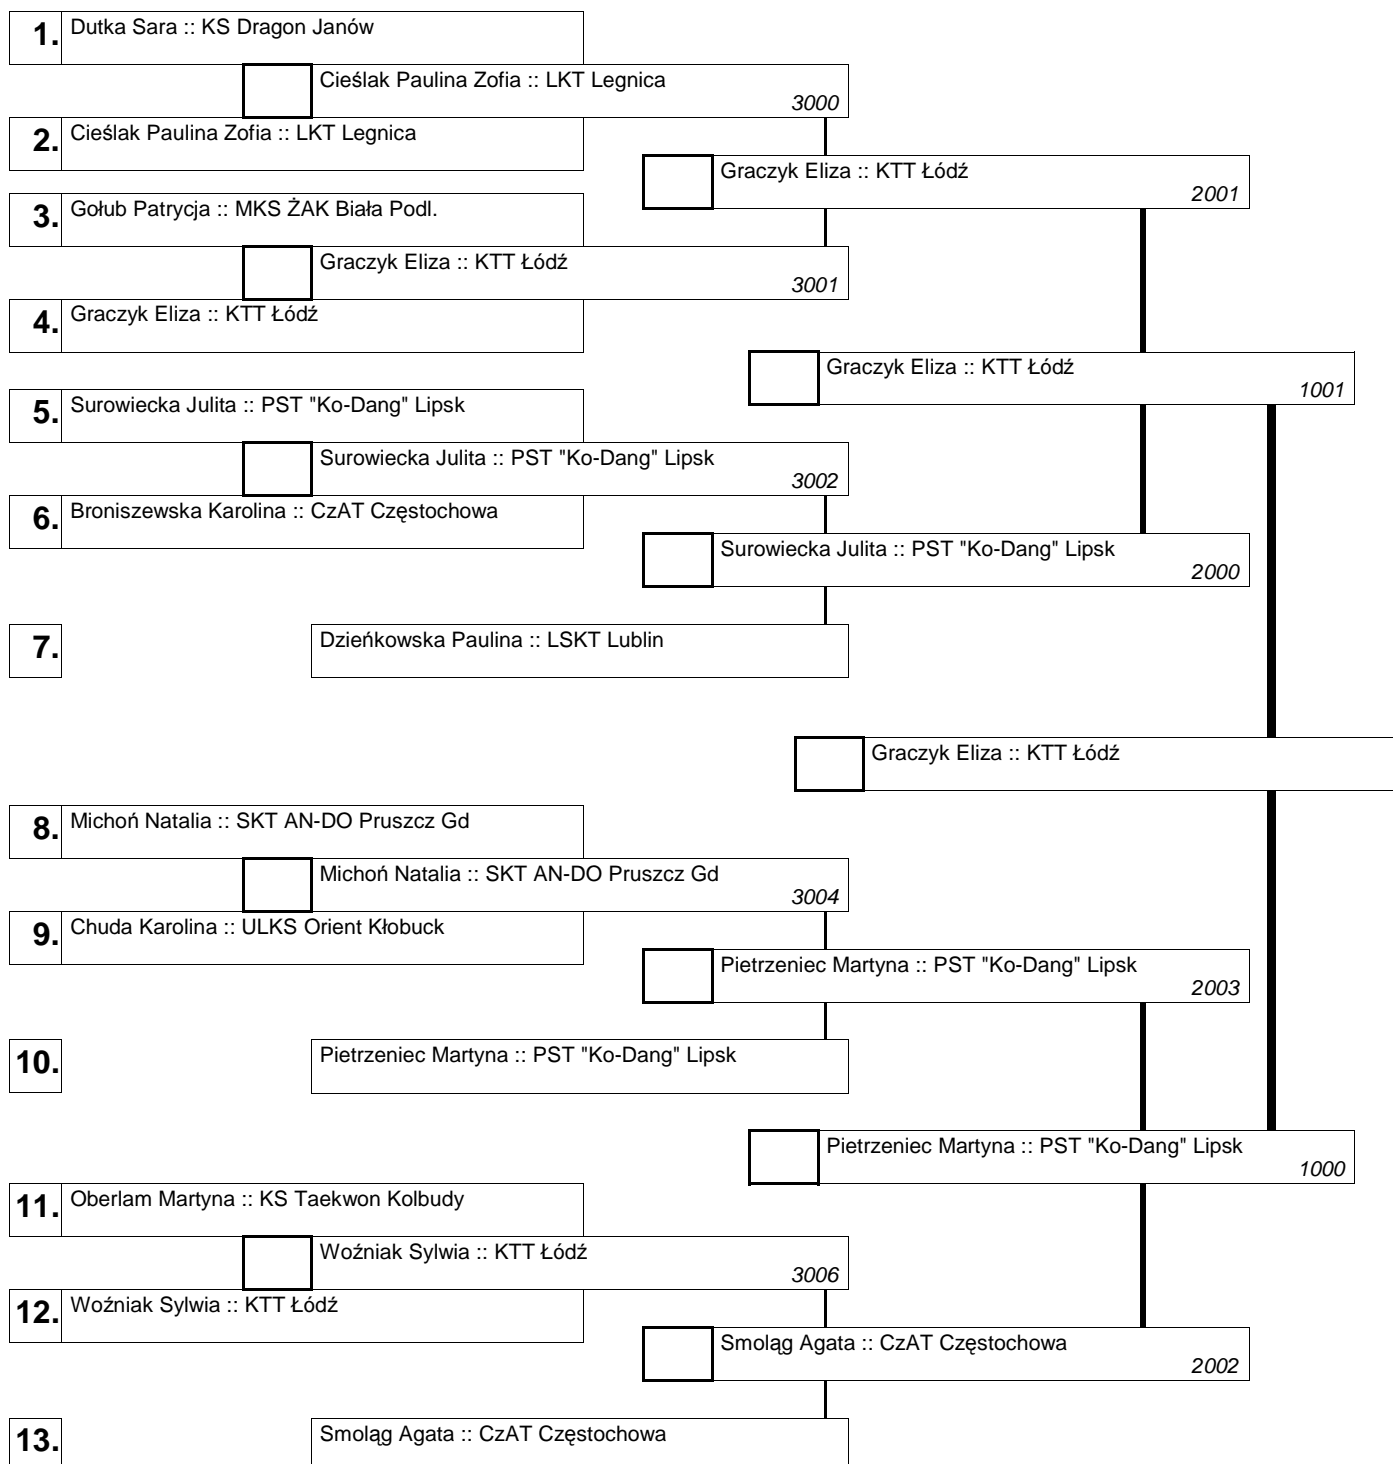 1. Dutka Sara :: KS Dragon Janów
Cieślak Paulina Zofia :: LKT Legnica
3000
2. Cieślak Paulina Zofia :: LKT Legnica
Graczyk Eliza :: KTT Łódź
2001
3. Gołub Patrycja :: MKS ŻAK Biała Podl.
Graczyk Eliza :: KTT Łódź
3001
4. Graczyk Eliza :: KTT Łódź
Graczyk Eliza :: KTT Łódź
1001
5. Surowiecka Julita :: PST "Ko-Dang" Lipsk
Surowiecka Julita :: PST "Ko-Dang" Lipsk
3002
6. Broniszewska Karolina :: CzAT Częstochowa
Surowiecka Julita :: PST "Ko-Dang" Lipsk
2000
7. Dzieńkowska Paulina :: LSKT Lublin
Graczyk Eliza :: KTT Łódź
8. Michoń Natalia :: SKT AN-DO Pruszcz Gd
Michoń Natalia :: SKT AN-DO Pruszcz Gd
3004
9. Chuda Karolina :: ULKS Orient Kłobuck
Pietrzeniec Martyna :: PST "Ko-Dang" Lipsk
2003
10. Pietrzeniec Martyna :: PST "Ko-Dang" Lipsk
Pietrzeniec Martyna :: PST "Ko-Dang" Lipsk
1000
11. Oberlam Martyna :: KS Taekwon Kolbudy
Woźniak Sylwia :: KTT Łódź
3006
12. Woźniak Sylwia :: KTT Łódź
Smoląg Agata :: CzAT Częstochowa
2002
13. Smoląg Agata :: CzAT Częstochowa